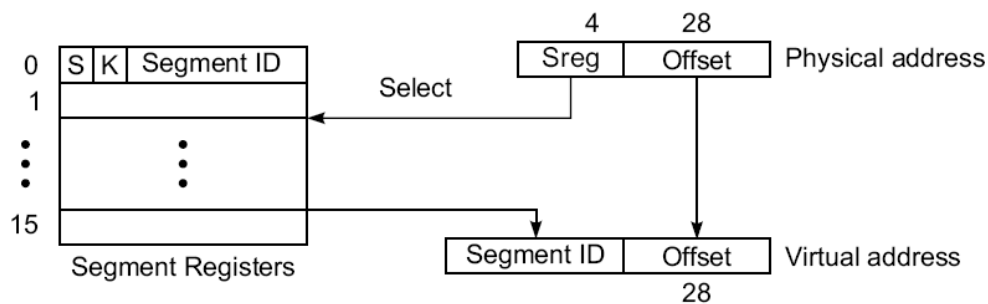 4 28
0 S K Segment ID Sreg Offset Physical address
1 Select
15
Segment ID Offset Virtual address
Segment Registers
28